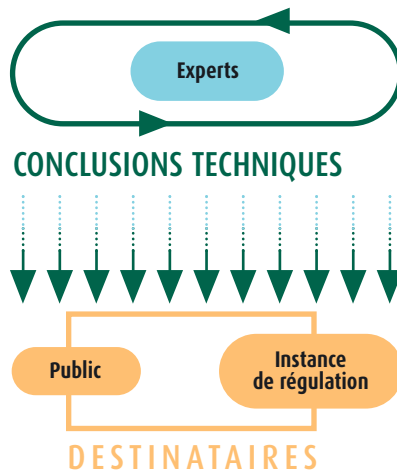 Experts
CONCLUSIONS TECHNIQUES
Public
Instance
de régulation
DESTINATAIRES